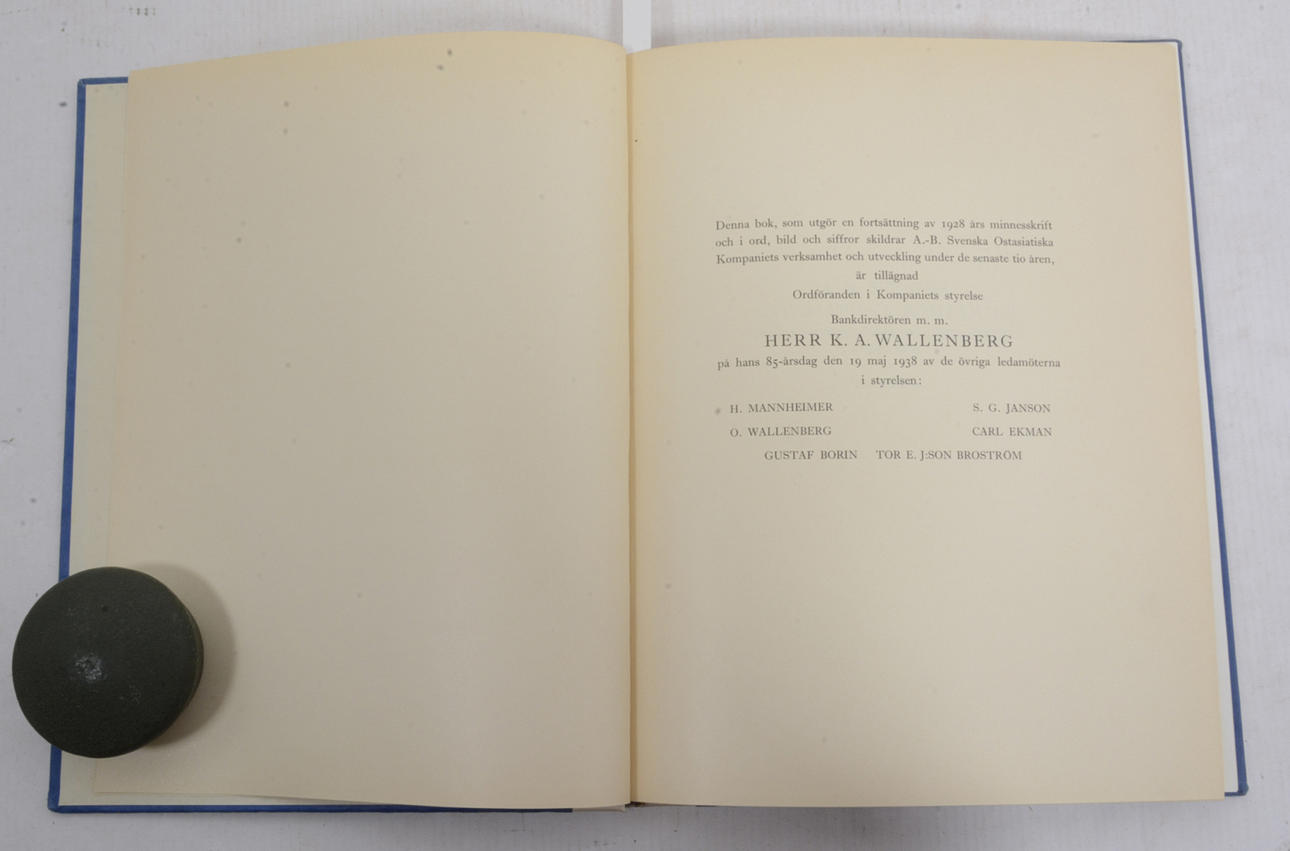 Denna bok, som utgör en fortsättning av 1928 års minnesskrift
och i ord, bild och siffror skildrar A.-B. Svenska Ostasiatiska
Kompaniets verksamhet och utveckling under de senaste tio åren,
är tillägnad
Ordföranden i Kompaniets styrelse
Bankdirektören m. m.
HERR K. A. WALLENBERG
på hans 85-årsdag den 19 maj 1938 av de övriga ledamöterna
i styrelsen:
H. MANNHEIMER S. G. JANSON
O. WALLENBERG CARL EKMAN
GUSTAF BORIN TOR E. J:SON BROSTRÖM